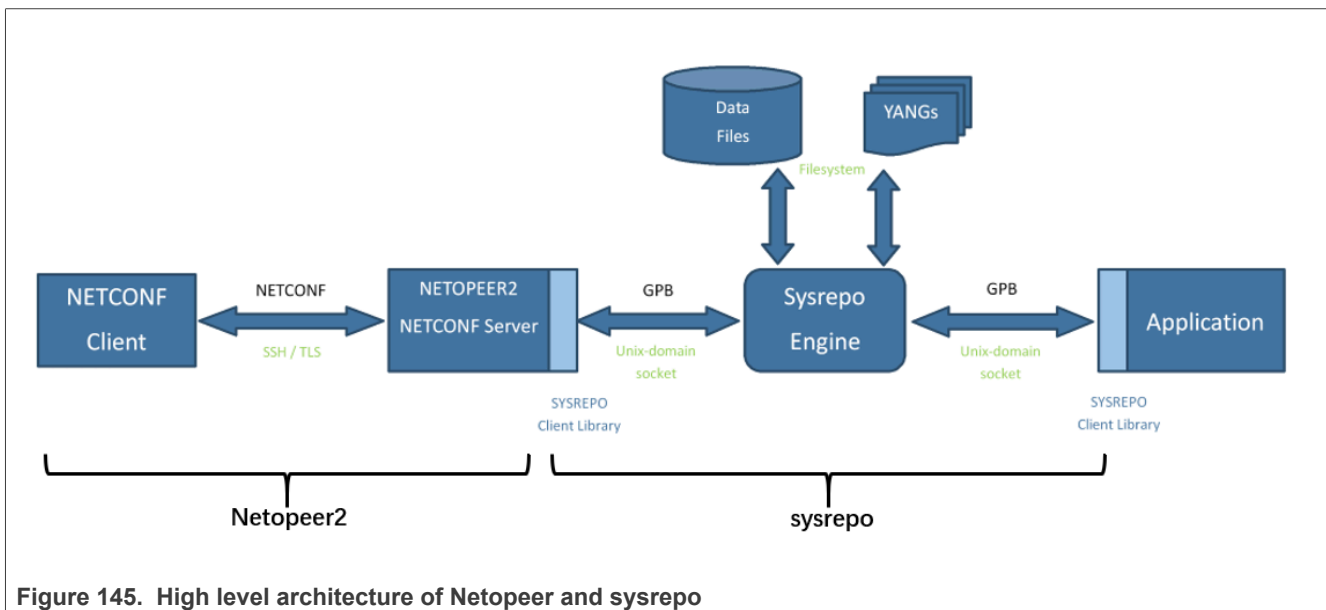 Data
Files
YANGs
Filesystem
NETCONF
Client
NETCONF
SSH / TLS
NETOPEER2
NETCONF Server
GPB
Unix-domain
socket
Sysrepo
Engine
GPB
Unix-domain
socket
Application
SYSREPO
Client Library
SYSREPO
Client Library
Netopeer2
sysrepo
Figure 145. High level architecture of Netopeer and sysrepo